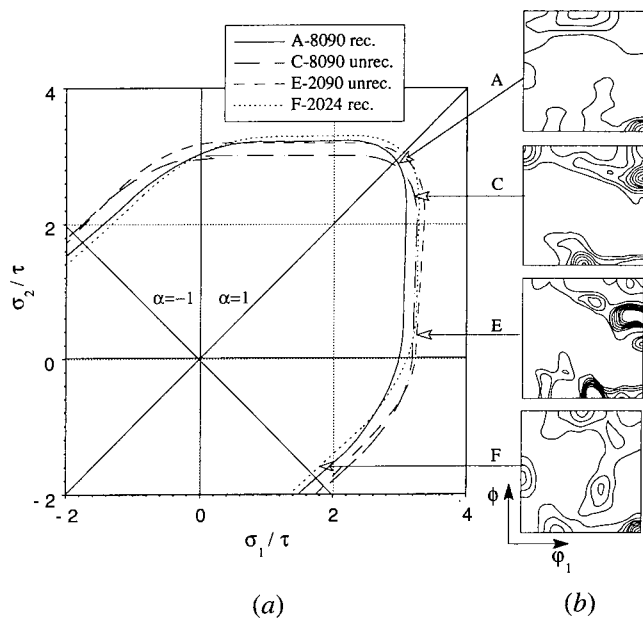 A-8090 rec.
C-8090 unrec.
E-2090 unrec.
F-2024 rec.
A
4
C
2
σ₂/τ
α=-1
α=1
E
0
F
-2
-2
0
2
4
σ₁/τ
ϕ
φ₁
(a)
(b)